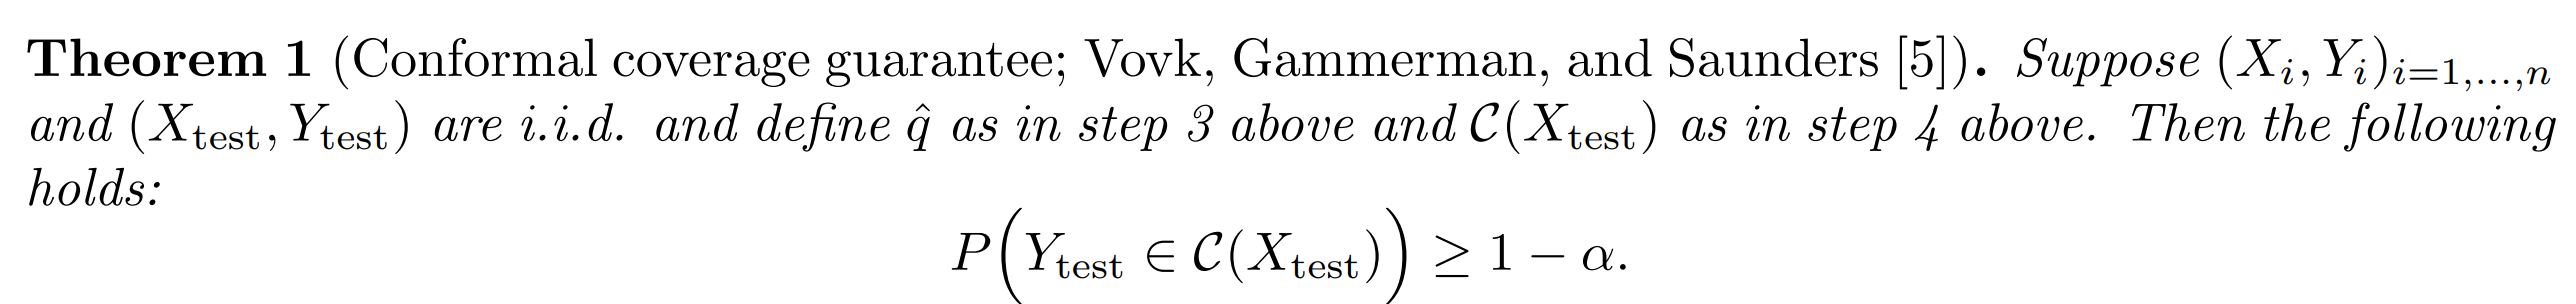 Theorem 1 (Conformal coverage guarantee; Vovk, Gammerman, and Saunders [5]). Suppose (X_i, Y_i)_{i=1,...,n}
and (X_test, Y_test) are i.i.d. and define q̂ as in step 3 above and 𝒞(X_test) as in step 4 above. Then the following
holds:
P(Y_test ∈ 𝒞(X_test)) ≥ 1 − α.